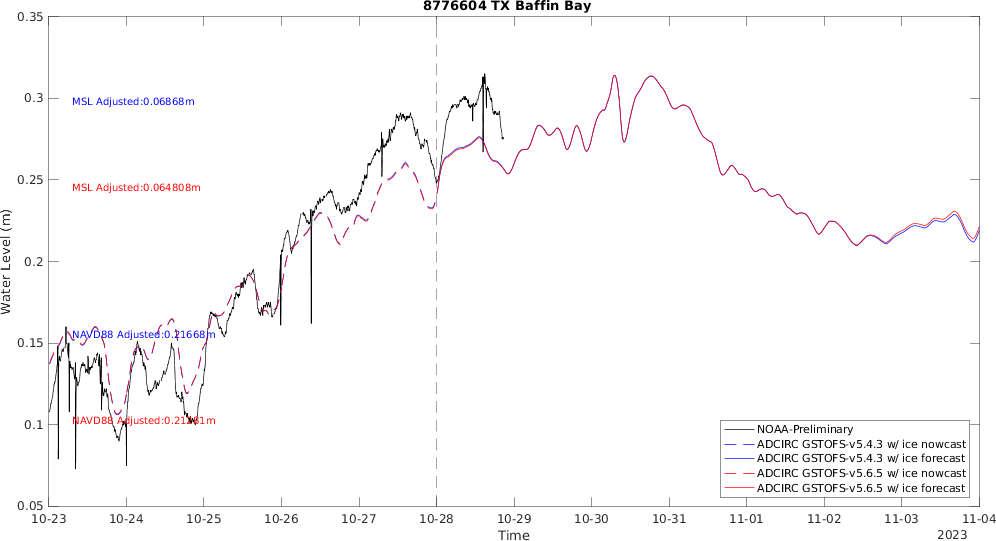 8776604 TX Baffin Bay
0.35
0.3
0.25
0.2
0.15
0.1
0.05
Water Level (m)
MSL Adjusted:0.06868m
MSL Adjusted:0.064808m
NAVD88 Adjusted:0.21668m
NAVD88 Adjusted:0.21281m
NOAA-Preliminary
ADCIRC GSTOFS-v5.4.3 w/ ice nowcast
ADCIRC GSTOFS-v5.4.3 w/ ice forecast
ADCIRC GSTOFS-v5.6.5 w/ ice nowcast
ADCIRC GSTOFS-v5.6.5 w/ ice forecast
10-23 10-24 10-25 10-26 10-27 10-28 10-29 10-30 10-31 11-01 11-02 11-03 11-04
Time
2023